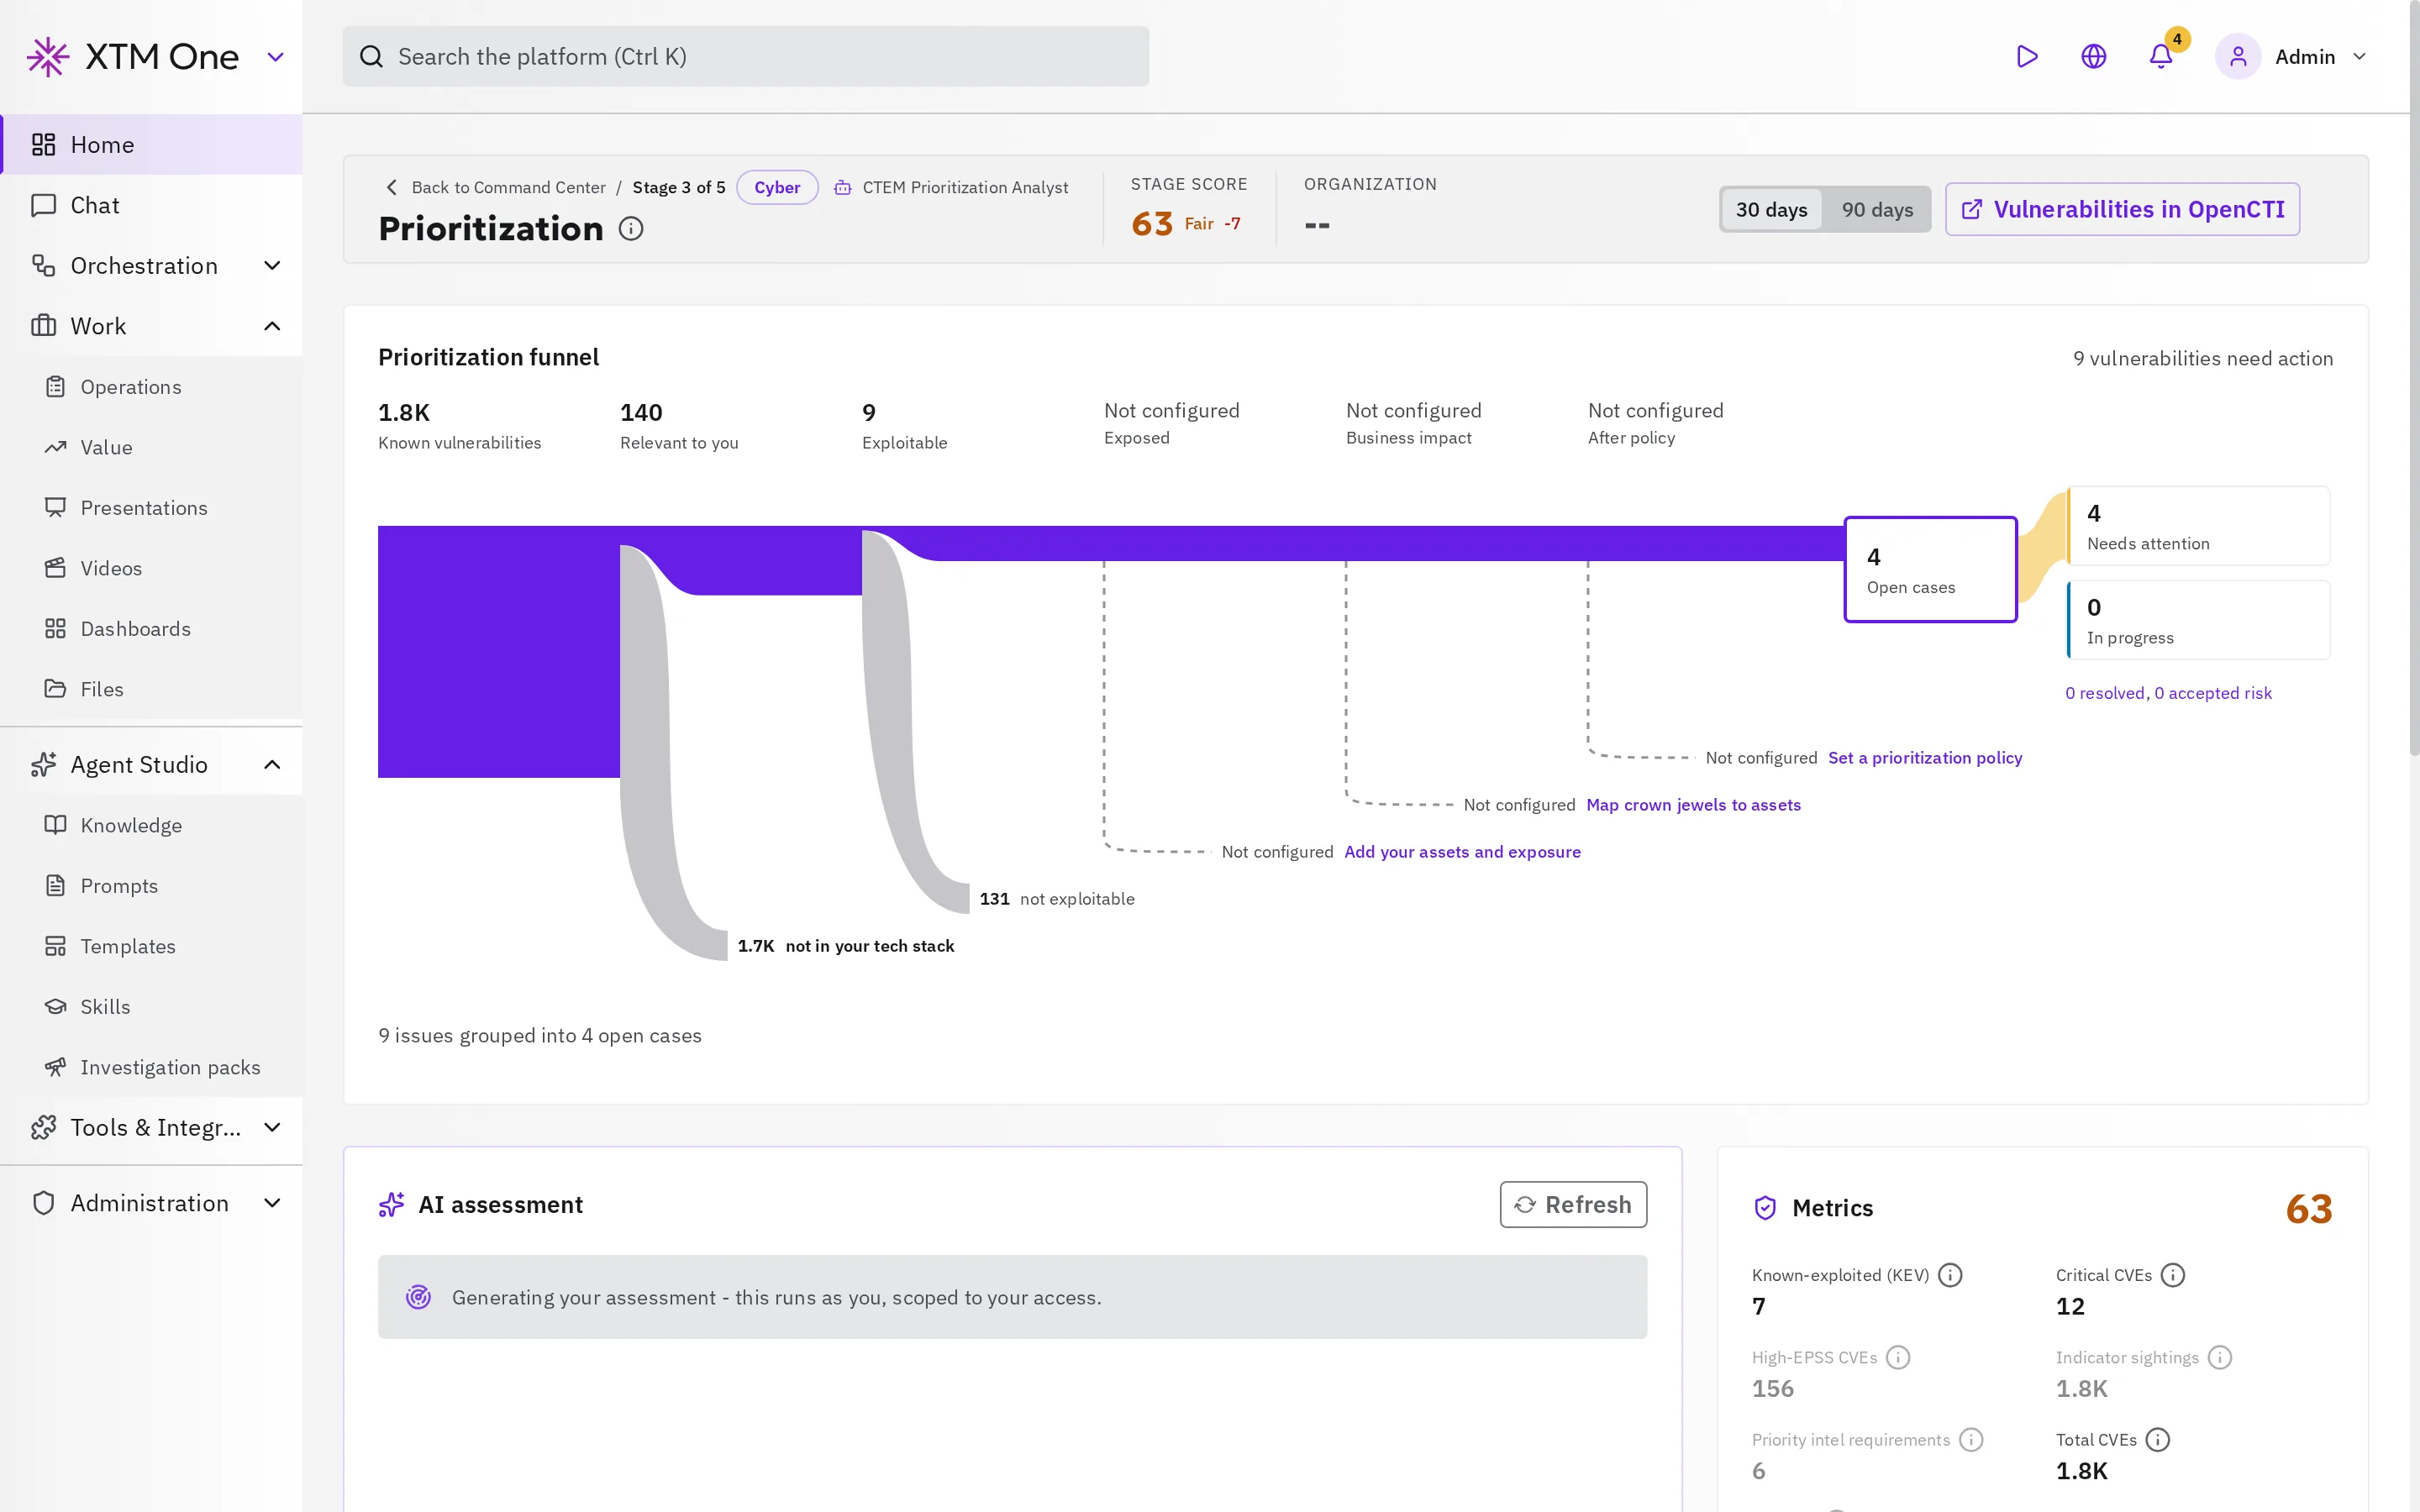 XTM One
Search the platform (Ctrl K)
4
Admin
Home
Chat
Orchestration
Work
Operations
Value
Presentations
Videos
Dashboards
Files
Agent Studio
Knowledge
Prompts
Templates
Skills
Investigation packs
Tools & Integr...
Administration
Back to Command Center / Stage 3 of 5 Cyber CTEM Prioritization Analyst
Prioritization
STAGE SCORE
63 Fair -7
ORGANIZATION
--
30 days 90 days
Vulnerabilities in OpenCTI
Prioritization funnel
9 vulnerabilities need action
1.8K
Known vulnerabilities
140
Relevant to you
9
Exploitable
Not configured
Exposed
Not configured
Business impact
Not configured
After policy
4
Open cases
4
Needs attention
0
In progress
0 resolved, 0 accepted risk
Not configured Set a prioritization policy
Not configured Map crown jewels to assets
Not configured Add your assets and exposure
131 not exploitable
1.7K not in your tech stack
9 issues grouped into 4 open cases
AI assessment
Refresh
Generating your assessment - this runs as you, scoped to your access.
Metrics
63
Known-exploited (KEV)
7
Critical CVEs
12
High-EPSS CVEs
156
Indicator sightings
1.8K
Priority intel requirements
6
Total CVEs
1.8K